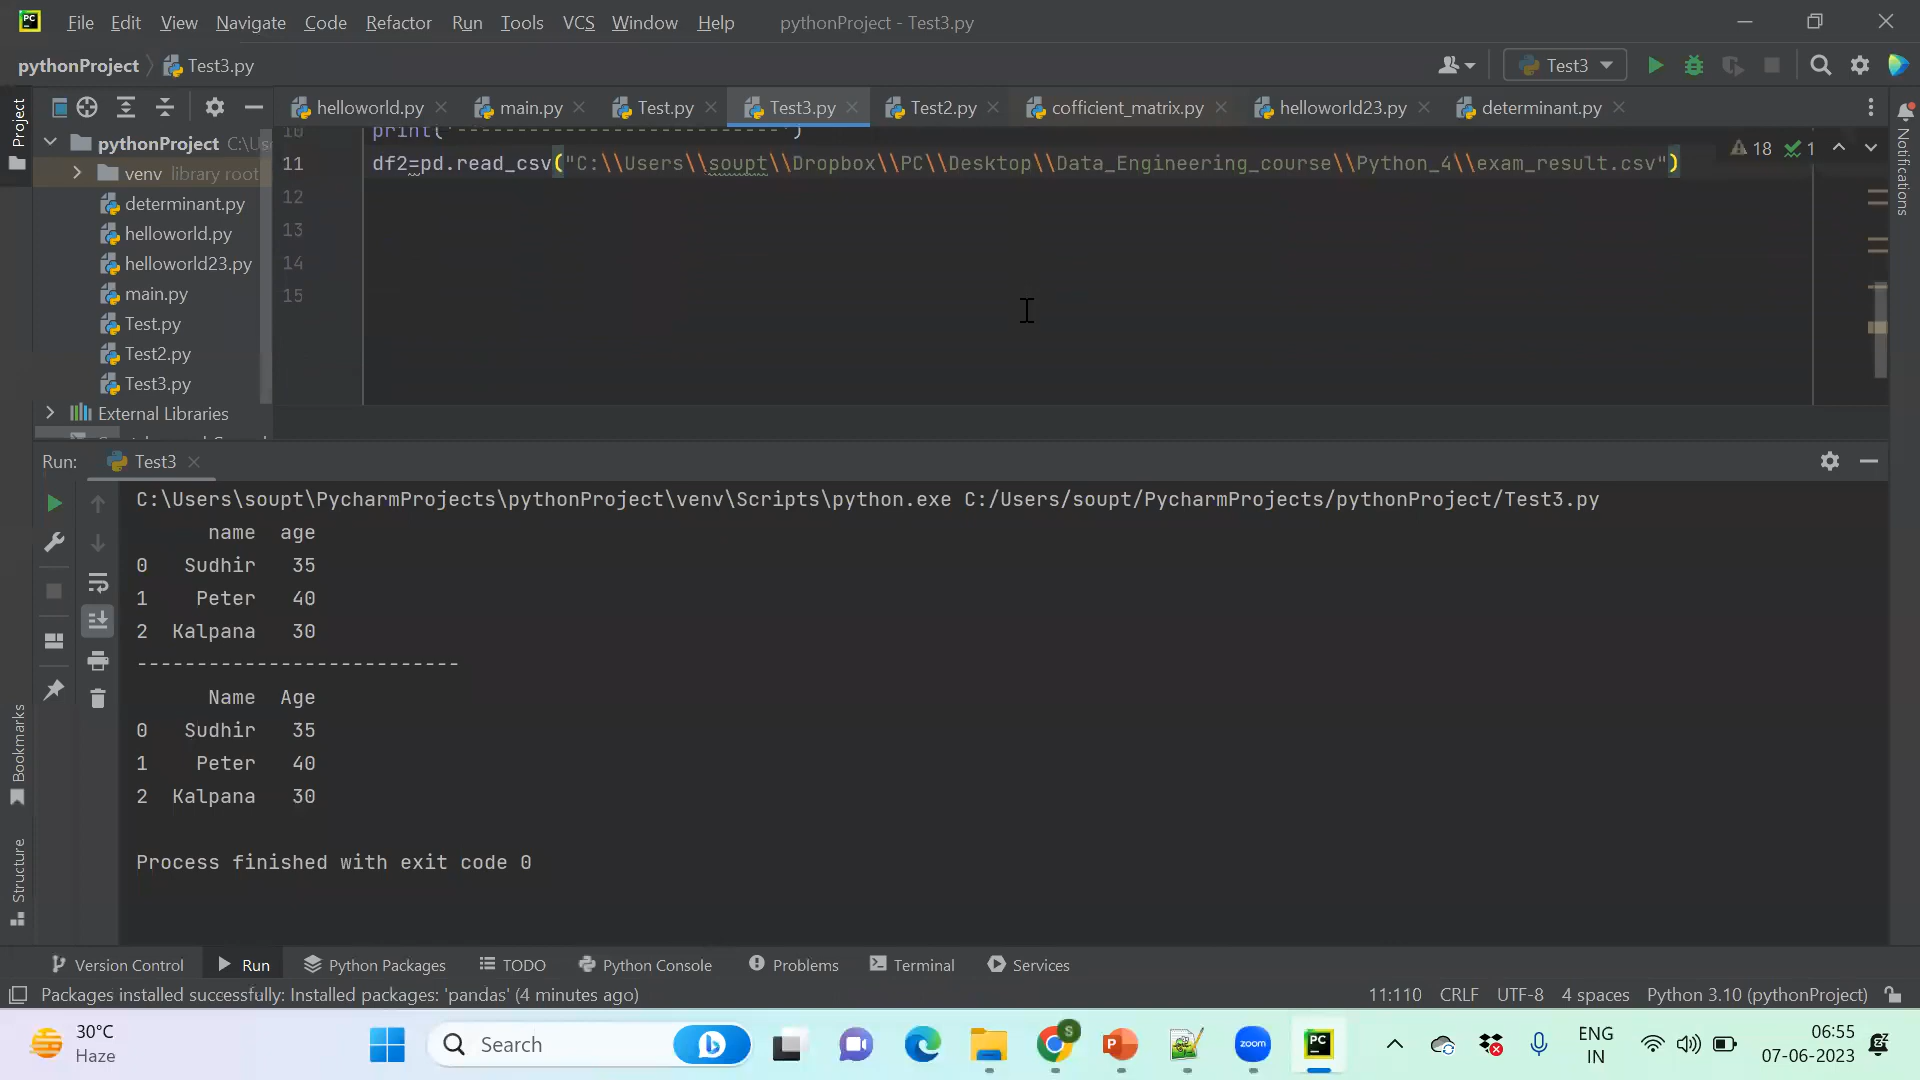 PC File Edit View Navigate Code Refactor Run Tools VCS Window Help pythonProject - Test3.py
pythonProject Test3.py Test3
Project
helloworld.py main.py Test.py Test3.py Test2.py cofficient_matrix.py helloworld23.py determinant.py
pythonProject C:\Us
venv library root
determinant.py
helloworld.py
helloworld23.py
main.py
Test.py
Test2.py
Test3.py
External Libraries
10 print('---------------------------')
11 df2=pd.read_csv("C:\\Users\\soupt\\Dropbox\\PC\\Desktop\\Data_Engineering_course\\Python_4\\exam_result.csv")
12
13
14
15
18 1
Notifications
Run: Test3
C:\Users\soupt\PycharmProjects\pythonProject\venv\Scripts\python.exe C:/Users/soupt/PycharmProjects/pythonProject/Test3.py
name age
0 Sudhir 35
1 Peter 40
2 Kalpana 30
---------------------------
Name Age
0 Sudhir 35
1 Peter 40
2 Kalpana 30
Process finished with exit code 0
Bookmarks
Structure
Version Control Run Python Packages TODO Python Console Problems Terminal Services
Packages installed successfully: Installed packages: 'pandas' (4 minutes ago) 11:110 CRLF UTF-8 4 spaces Python 3.10 (pythonProject)
30°C
Haze
Search
S
P
zoom
PC
ENG
IN
06:55
07-06-2023